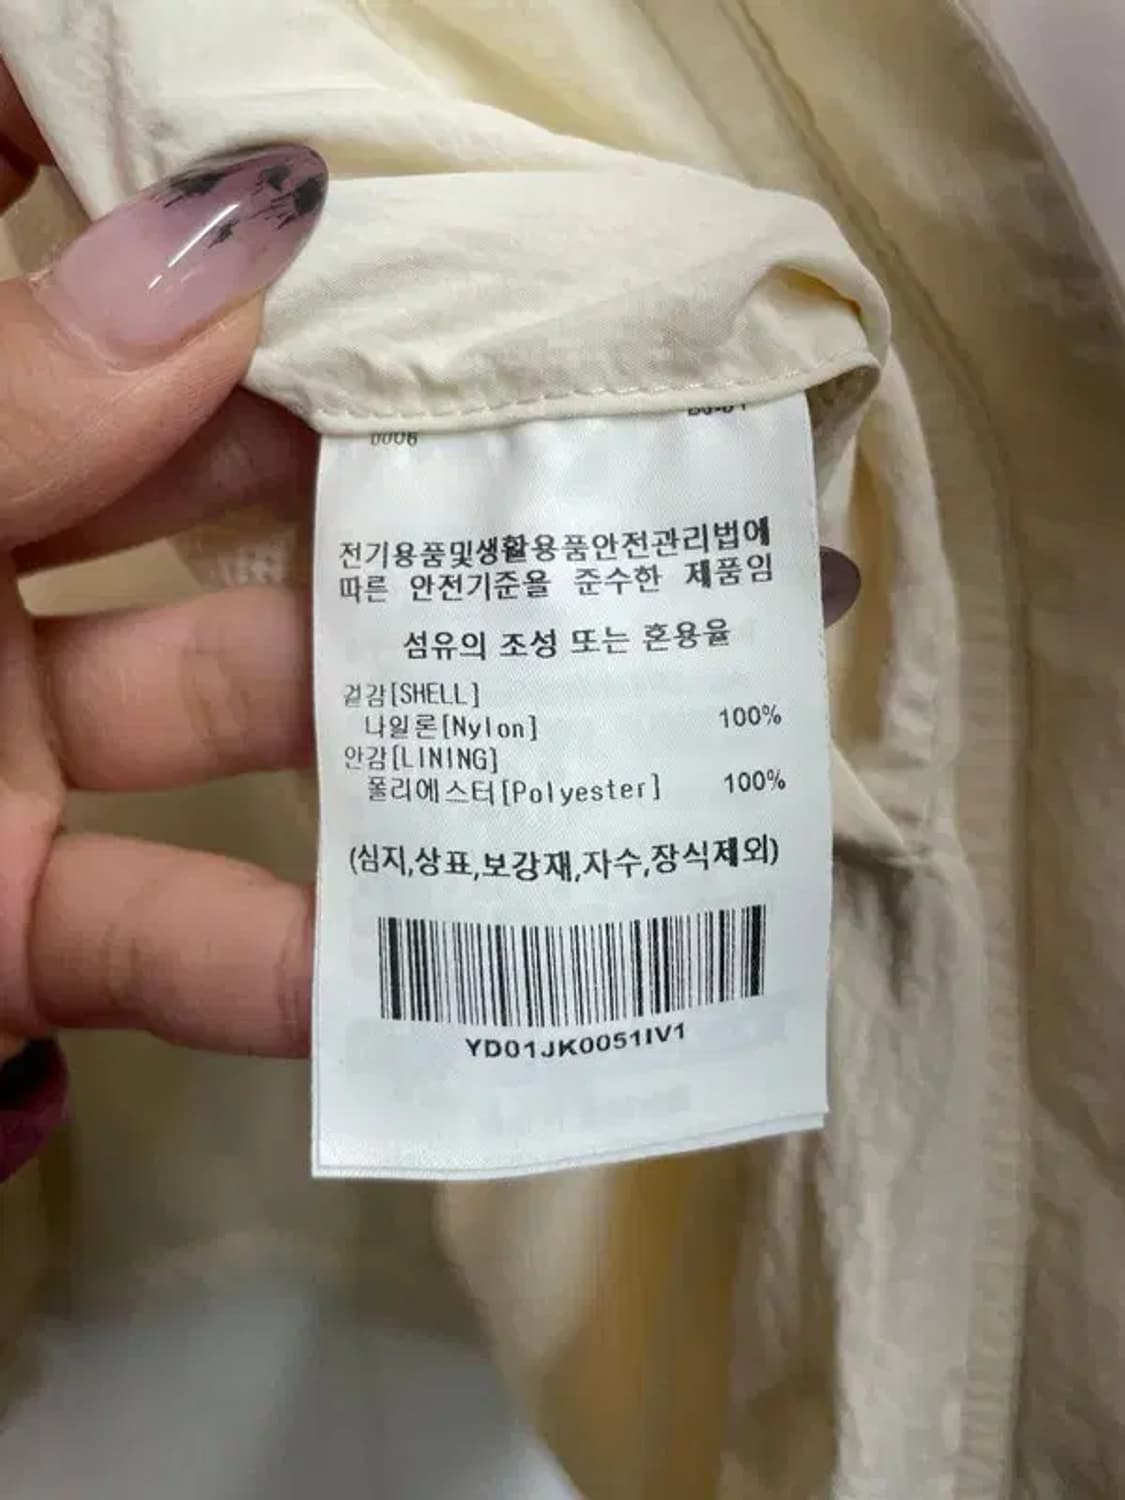 0006
전기용품및생활용품안전관리법에
따른 안전기준을 준수한 제품임
섬유의 조성 또는 혼용율
겉감[SHELL]
나일론[Nylon] 100%
안감[LINING]
폴리에스터[Polyester] 100%
(심지,상표,보강재,자수,장식제외)
YD01JK0051IV1